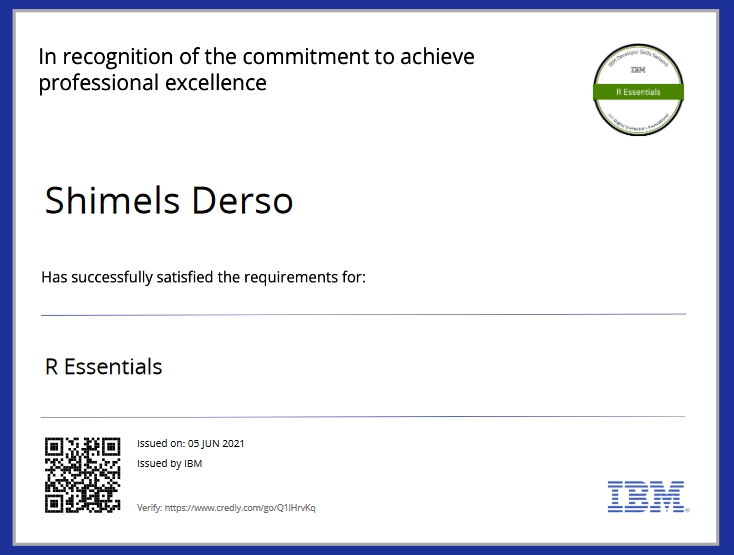 In recognition of the commitment to achieve
professional excellence
IBM Developer Skills Network
IBM
R Essentials
Shimels Derso
Has successfully satisfied the requirements for:
R Essentials
Issued on: 05 JUN 2021
Issued by IBM
Verify: https://www.credly.com/go/
IBM